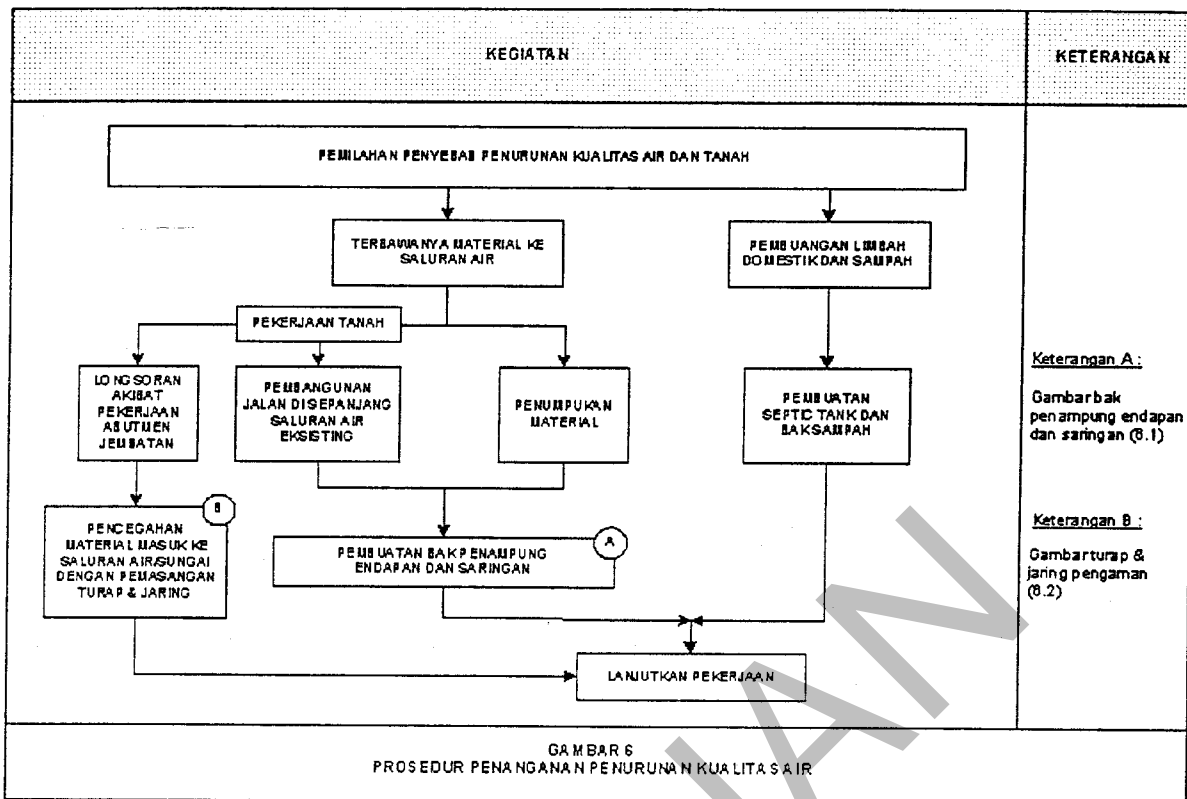 KEGIATAN
KETERANGAN
PEMILAHAN PENYEBAB PENURUNAN KUALITAS AIR DAN TANAH
TERBAWANYA MATERIAL KE
SALURAN AIR
PEMBUANGAN LIMBAH
DOMESTIK DAN SAMPAH
PEKERJAAN TANAH
LONGSORAN
AKIBAT
PEKERJAAN
ABUTMEN
JEMBATAN
PEMBANGUNAN
JALAN DISEPANJANG
SALURAN AIR
EKSISTING
PENUMPUKAN
MATERIAL
PEMBUATAN
SEPTIC TANK DAN
BAK SAMPAH
B
PENCEGAHAN
MATERIAL MASUK KE
SALURAN AIR/SUNGAI
DENGAN PEMASANGAN
TURAP & JARING
A
PEMBUATAN BAK PENAMPUNG
ENDAPAN DAN SARINGAN
LANJUTKAN PEKERJAAN
Keterangan A :
Gambar bak
penampung endapan
dan saringan (6.1)
Keterangan B :
Gambar turap &
jaring pengaman
(6.2)
GAMBAR 6
PROSEDUR PENANGANAN PENURUNAN KUALITAS AIR